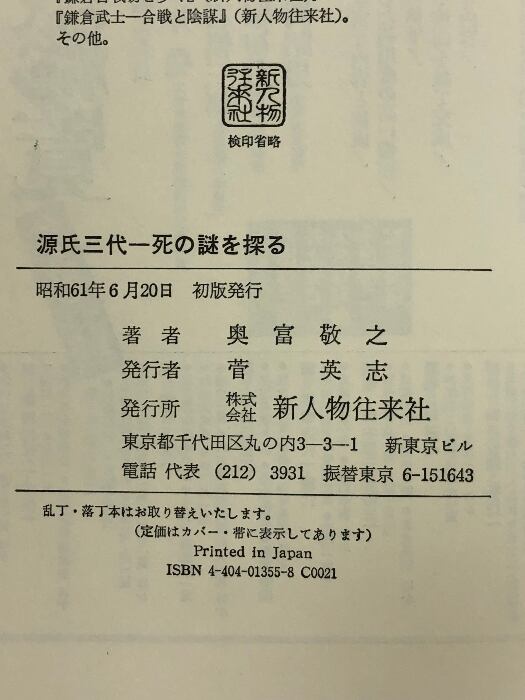 『鎌倉武士―合戦と陰謀』(新人物往来社)。
その他。
新人物往来社
検印省略
源氏三代―死の謎を探る
昭和61年6月20日 初版発行
著者 奥富敬之
発行者 菅英志
発行所 株式会社 新人物往来社
東京都千代田区丸の内3―3―1 新東京ビル
電話 代表 (212) 3931 振替東京 6-151643
乱丁・落丁本はお取り替えいたします。
(定価はカバー・帯に表示してあります)
Printed in Japan
ISBN 4-404-01355-8 C0021